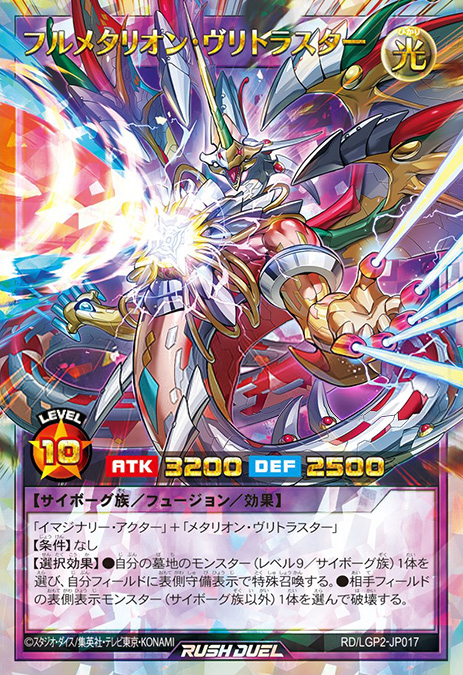 フルメタリオン・ヴリトラスター
ひかり
光
LEVEL
10
ATK 3200 DEF 2500
【サイボーグ族/フュージョン/効果】
「イマジナリー・アクター」+「メタリオン・ヴリトラスター」
【条件】なし
【選択効果】●自分の墓地のモンスター(レベル9/サイボーグ族)1体を
選び、自分フィールドに表側守備表示で特殊召喚する。●相手フィールド
の表側表示モンスター(サイボーグ族以外)1体を選んで破壊する。
©スタジオ・ダイス/集英社・テレビ東京・KONAMI
RD/LGP2-JP017
RUSH DUEL